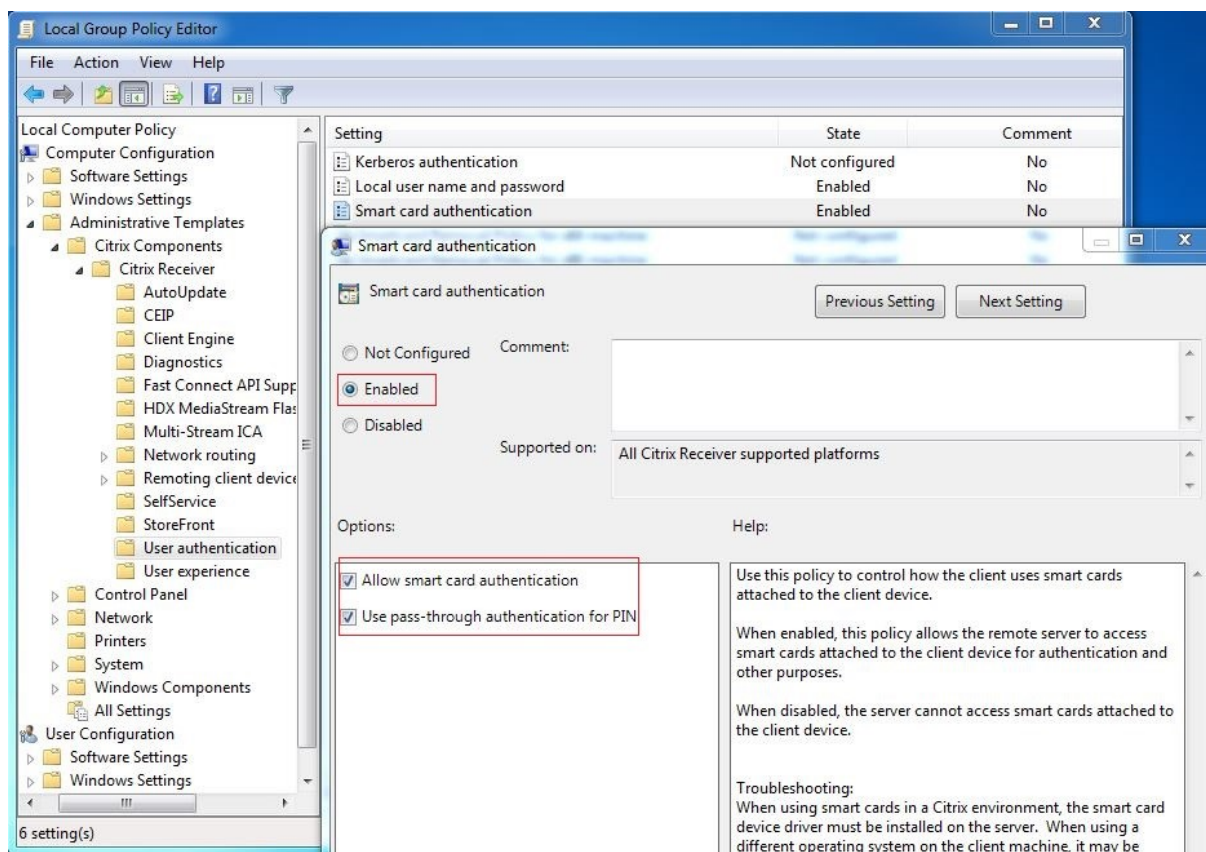 Local Group Policy Editor
File Action View Help
Local Computer Policy
Computer Configuration
Software Settings
Windows Settings
Administrative Templates
Citrix Components
Citrix Receiver
AutoUpdate
CEIP
Client Engine
Diagnostics
Fast Connect API Supp
HDX MediaStream Flas
Multi-Stream ICA
Network routing
Remoting client device
SelfService
StoreFront
User authentication
User experience
Control Panel
Network
Printers
System
Windows Components
All Settings
User Configuration
Software Settings
Windows Settings
6 setting(s)
Setting State Comment
Kerberos authentication Not configured No
Local user name and password Enabled No
Smart card authentication Enabled No
Smart card authentication
Smart card authentication
Previous Setting Next Setting
Not Configured
Enabled
Disabled
Comment:
Supported on: All Citrix Receiver supported platforms
Options:
Allow smart card authentication
Use pass-through authentication for PIN
Help:
Use this policy to control how the client uses smart cards
attached to the client device.
When enabled, this policy allows the remote server to access
smart cards attached to the client device for authentication and
other purposes.
When disabled, the server cannot access smart cards attached to
the client device.
Troubleshooting:
When using smart cards in a Citrix environment, the smart card
device driver must be installed on the server. When using a
different operating system on the client machine, it may be